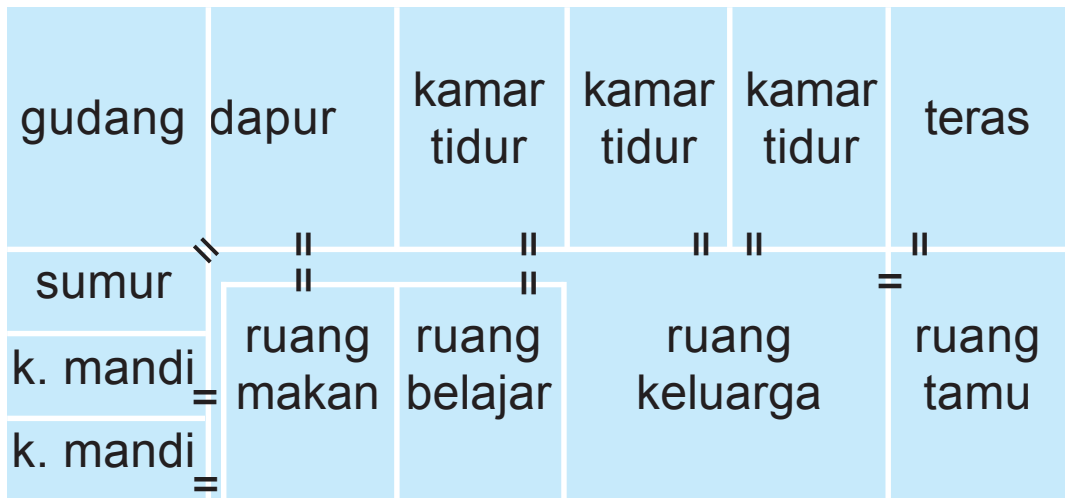 gudang
dapur
kamar
tidur
kamar
tidur
kamar
tidur
teras
sumur
k. mandi
k. mandi
ruang
makan
ruang
belajar
ruang
keluarga
ruang
tamu